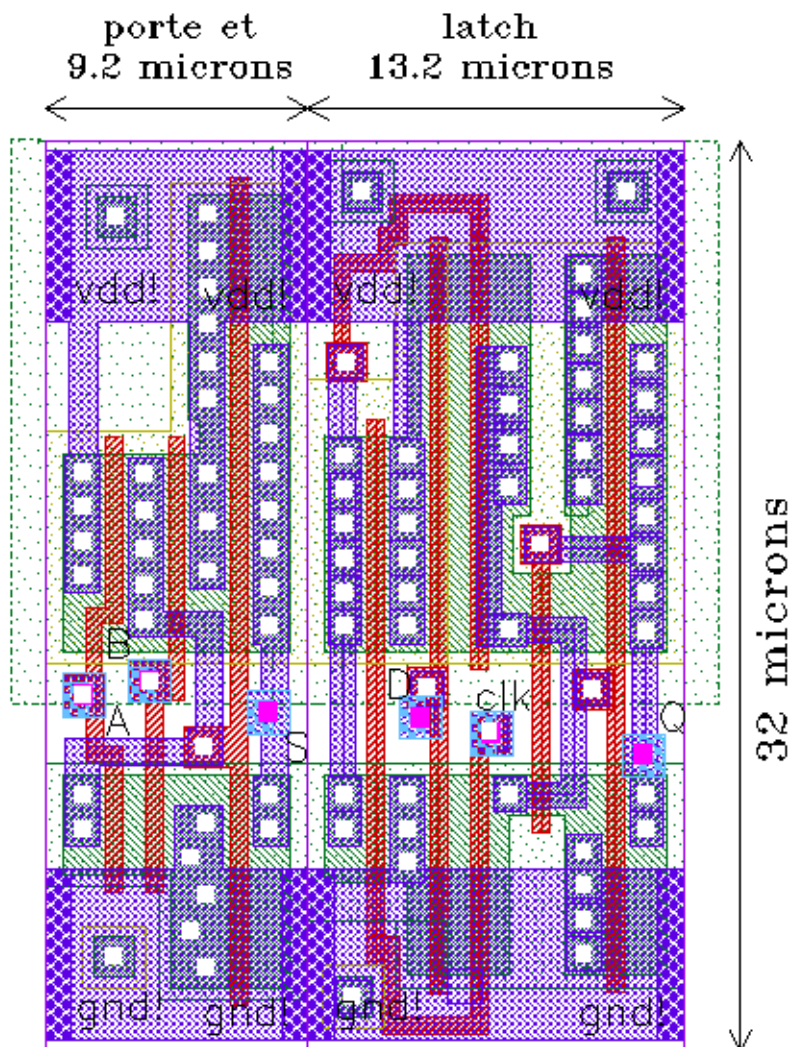 porte et
9.2 microns
latch
13.2 microns
vdd!
vdd!
vdd!
vdd!
B
A
S
D
clk
Q
32 microns
gnd!
gnd!
gnd!
gnd!